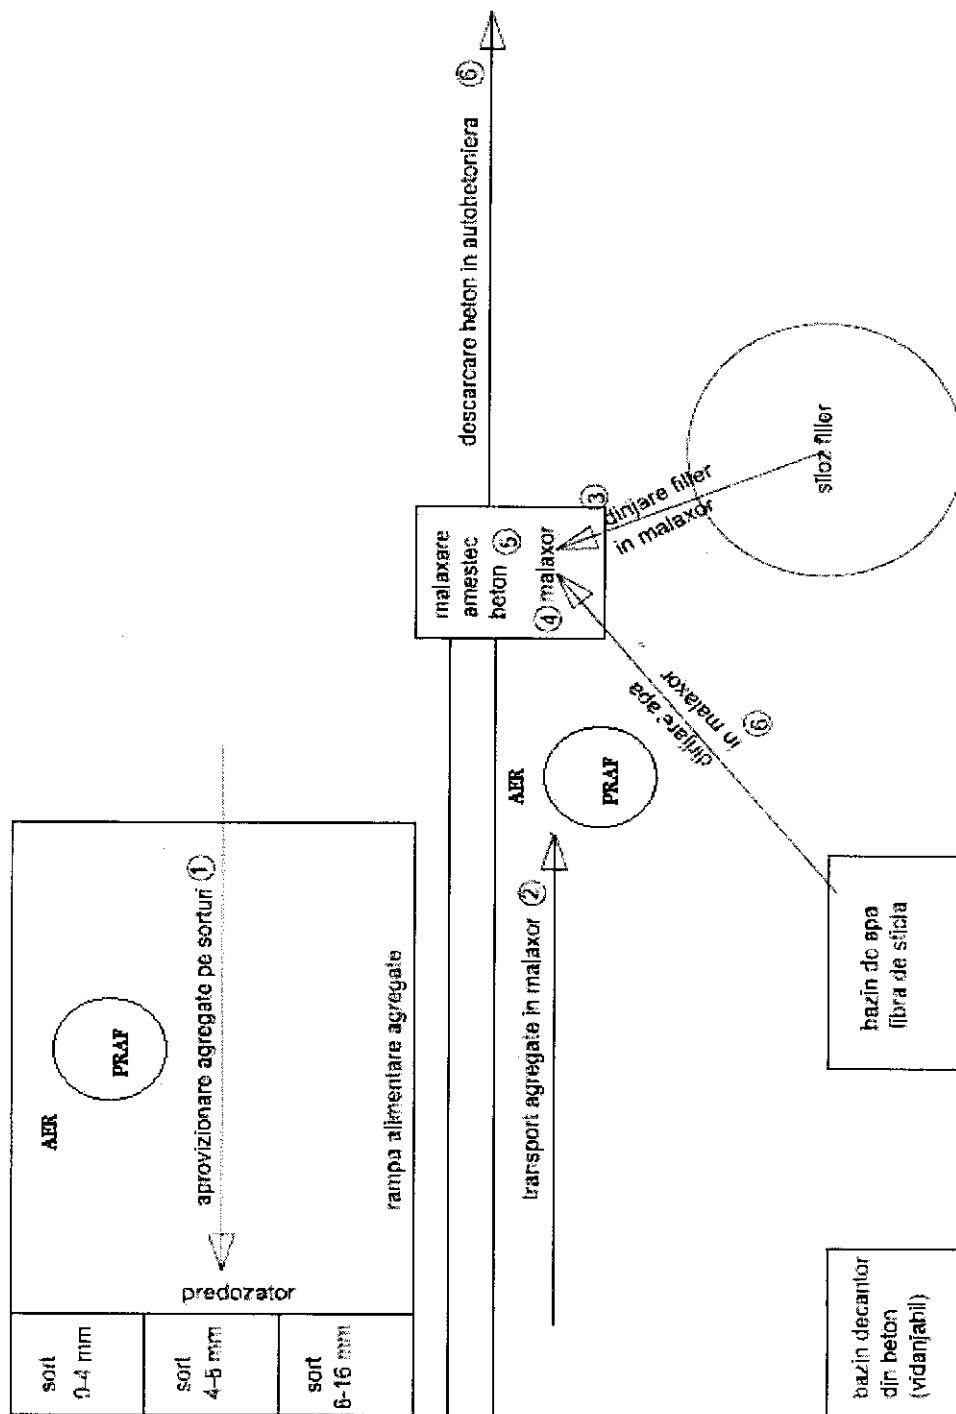 sort
0-4 mm
sort
4-8 mm
sort
8-16 mm
predozator
AER
PRAF
aprovizionare agregate pe sorturi ①
rampa alimentare agregate
transport agregate in malaxor ②
AER
PRAF
malaxare
amestec
beton ⑤
④ malaxor
descarcare beton in autobetoniera ⑥
③
dirijare filler
in malaxor
siloz filler
dirijare apa
in malaxor
⑥
bazin de apa
fibra de sticla
bazin decantor
din beton
(vidanjabil)